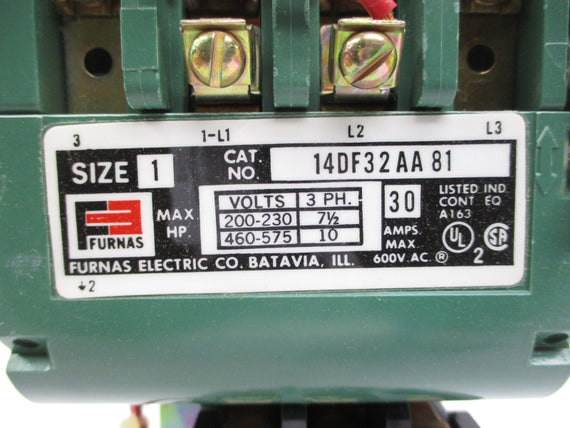 3 1-L1 L2 L3
SIZE 1 CAT. NO. 14DF32AA81
FURNAS
MAX. HP
VOLTS 3 PH.
200-230 7½
460-575 10
30 AMPS. MAX. 600V. AC.
LISTED IND.
CONT EQ
A163
UL ® 2 SA
FURNAS ELECTRIC CO. BATAVIA, ILL.
⏚2